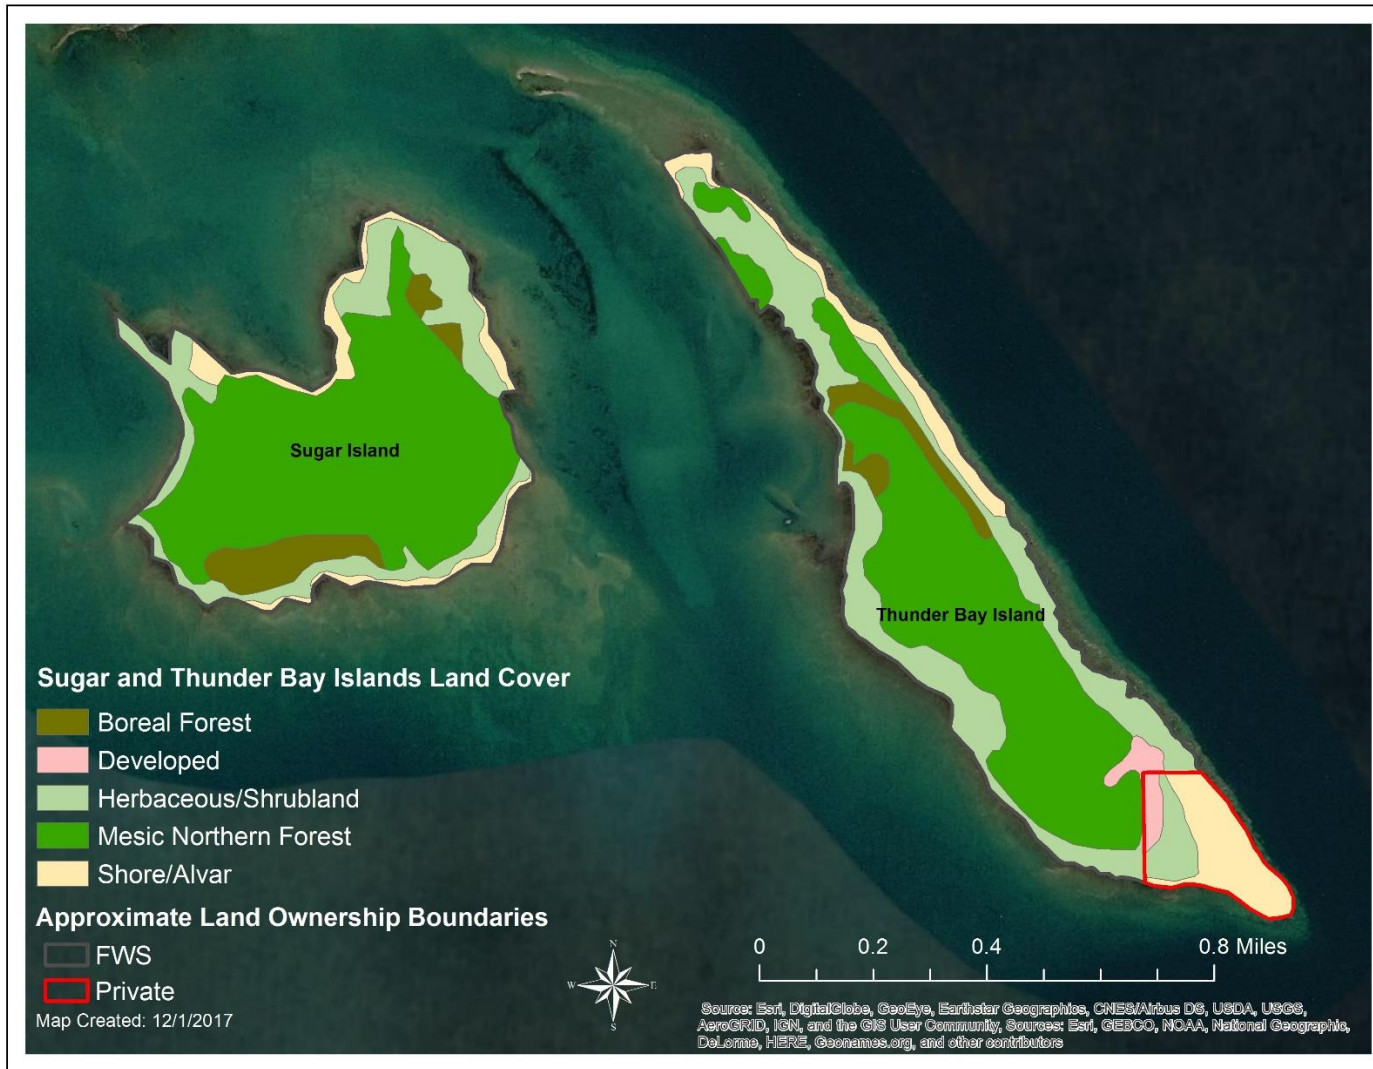 Sugar Island
Thunder Bay Island
Sugar and Thunder Bay Islands Land Cover
Boreal Forest
Developed
Herbaceous/Shrubland
Mesic Northern Forest
Shore/Alvar
Approximate Land Ownership Boundaries
FWS
Private
Map Created: 12/1/2017
N
W E
S
0 0.2 0.4 0.8 Miles
Source: Esri, DigitalGlobe, GeoEye, Earthstar Geographics, CNES/Airbus DS, USDA, USGS,
AeroGRID, IGN, and the GIS User Community, Sources: Esri, GEBCO, NOAA, National Geographic,
DeLorme, HERE, Geonames.org, and other contributors